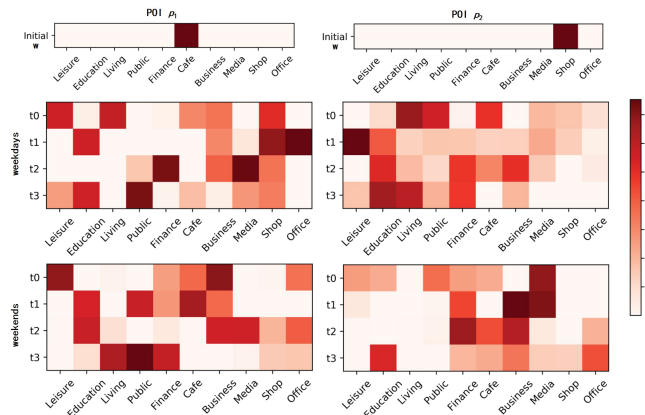 POI p₁
POI p₂
Initial w
Leisure Education Living Public Finance Cafe Business Media Shop Office
Initial w
Leisure Education Living Public Finance Cafe Business Media Shop Office
weekdays
t0
t1
t2
t3
Leisure Education Living Public Finance Cafe Business Media Shop Office
t0
t1
t2
t3
Leisure Education Living Public Finance Cafe Business Media Shop Office
weekends
t0
t1
t2
t3
Leisure Education Living Public Finance Cafe Business Media Shop Office
t0
t1
t2
t3
Leisure Education Living Public Finance Cafe Business Media Shop Office